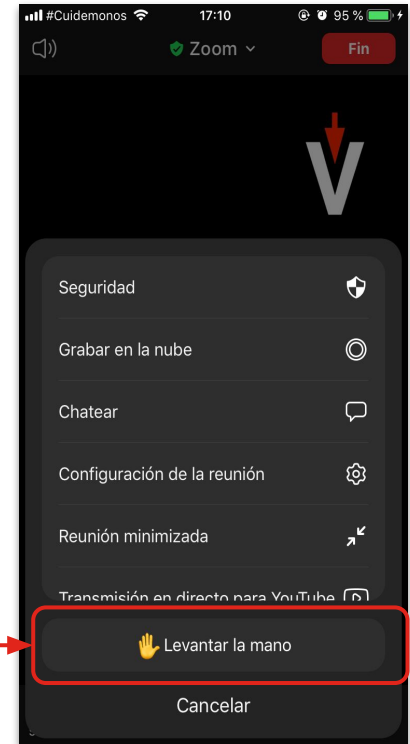 #Cuidemonos 17:10 95 %
Zoom
Fin
V
Seguridad
Grabar en la nube
Chatear
Configuración de la reunión
Reunión minimizada
Transmisión en directo para YouTube
Levantar la mano
Cancelar